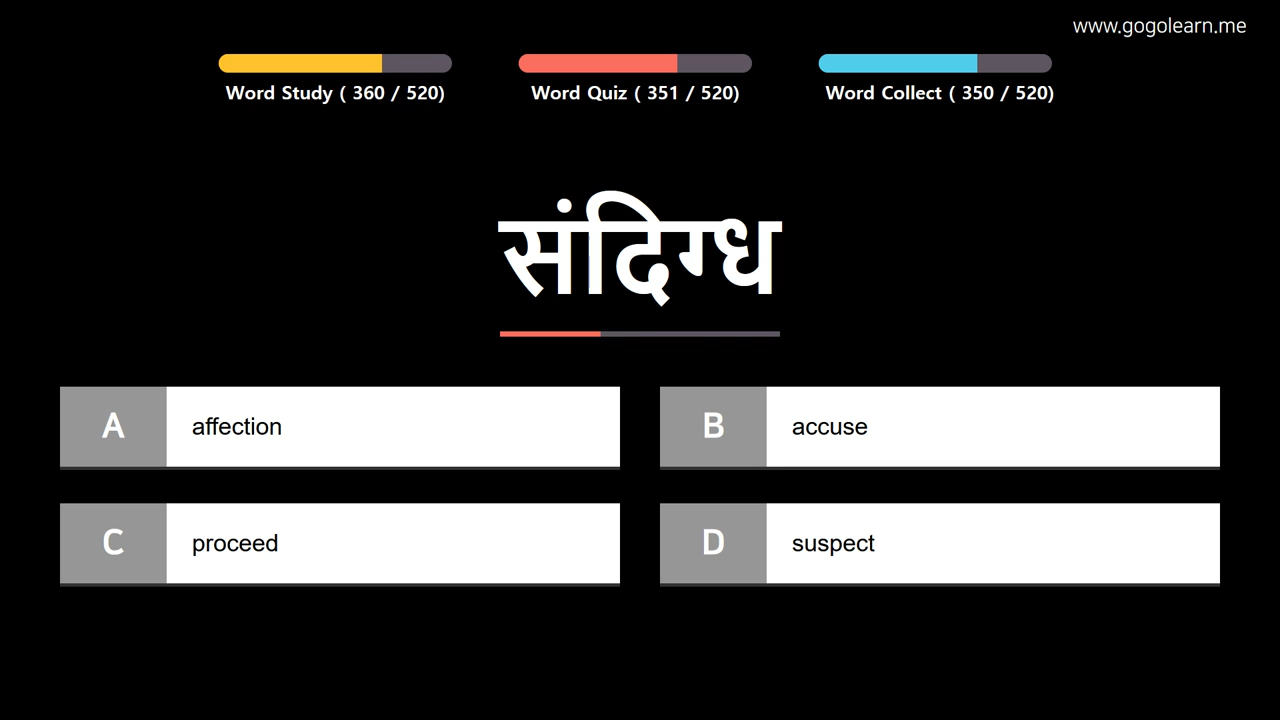 www.gogolearn.me
Word Study ( 360 / 520)
Word Quiz ( 351 / 520)
Word Collect ( 350 / 520)
संदिग्ध
A affection
B accuse
C proceed
D suspect